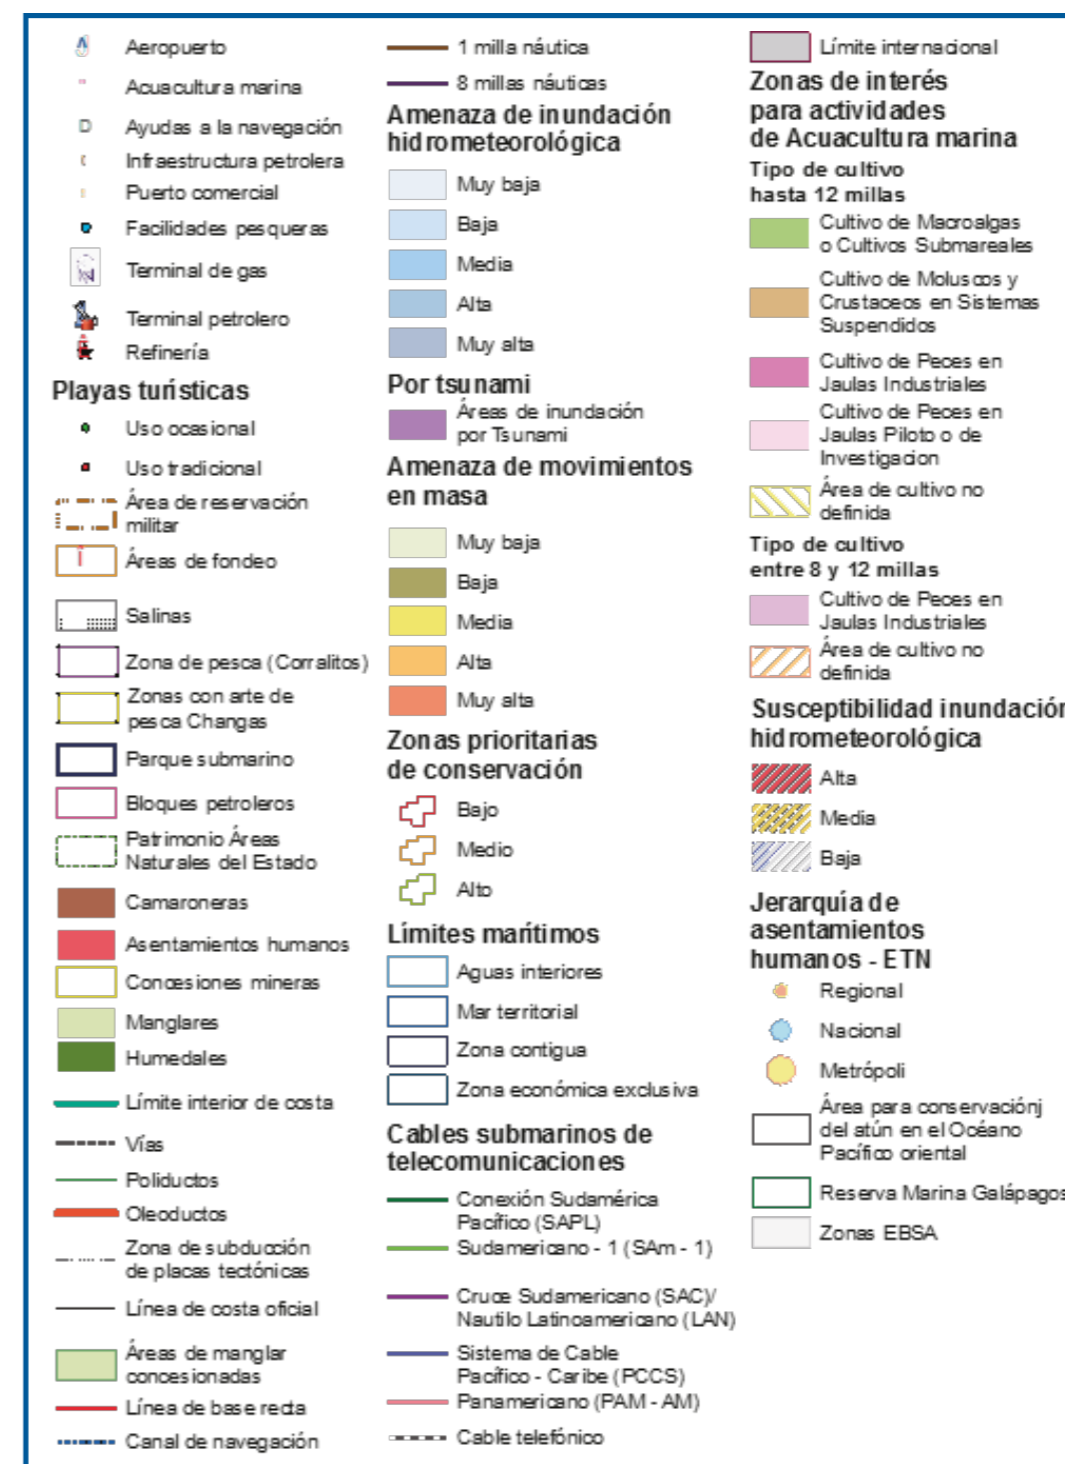 Aeropuerto
Acuacultura marina
Ayudas a la navegación
Infraestructura petrolera
Puerto comercial
Facilidades pesqueras
Terminal de gas
Terminal petrolero
Refinería
Playas turísticas
Uso ocasional
Uso tradicional
Área de reservación
militar
Áreas de fondeo
Salinas
Zona de pesca (Corralitos)
Zonas con arte de
pesca Changas
Parque submarino
Bloques petroleros
Patrimonio Áreas
Naturales del Estado
Camaroneras
Asentamientos humanos
Concesiones mineras
Manglares
Humedales
Límite interior de costa
Vías
Poliductos
Oleoductos
Zona de subducción
de placas tectónicas
Línea de costa oficial
Áreas de manglar
concesionadas
Línea de base recta
Canal de navegación
1 milla náutica
8 millas náuticas
Amenaza de inundación
hidrometeorológica
Muy baja
Baja
Media
Alta
Muy alta
Por tsunami
Áreas de inundación
por Tsunami
Amenaza de movimientos
en masa
Muy baja
Baja
Media
Alta
Muy alta
Zonas prioritarias
de conservación
Bajo
Medio
Alto
Límites marítimos
Aguas interiores
Mar territorial
Zona contigua
Zona económica exclusiva
Cables submarinos de
telecomunicaciones
Conexión Sudamérica
Pacífico (SAPL)
Sudamericano - 1 (SAm - 1)
Cruce Sudamericano (SAC)/
Nautilo Latinoamericano (LAN)
Sistema de Cable
Pacífico - Caribe (PCCS)
Panamericano (PAM - AM)
Cable telefónico
Límite internacional
Zonas de interés
para actividades
de Acuacultura marina
Tipo de cultivo
hasta 12 millas
Cultivo de Macroalgas
o Cultivos Submareales
Cultivo de Moluscos y
Crustaceos en Sistemas
Suspendidos
Cultivo de Peces en
Jaulas Industriales
Cultivo de Peces en
Jaulas Piloto o de
Investigacion
Área de cultivo no
definida
Tipo de cultivo
entre 8 y 12 millas
Cultivo de Peces en
Jaulas Industriales
Área de cultivo no
definida
Susceptibilidad inundación
hidrometeorológica
Alta
Media
Baja
Jerarquía de
asentamientos
humanos - ETN
Regional
Nacional
Metrópoli
Área para conservaciónj
del atún en el Océano
Pacífico oriental
Reserva Marina Galápagos
Zonas EBSA